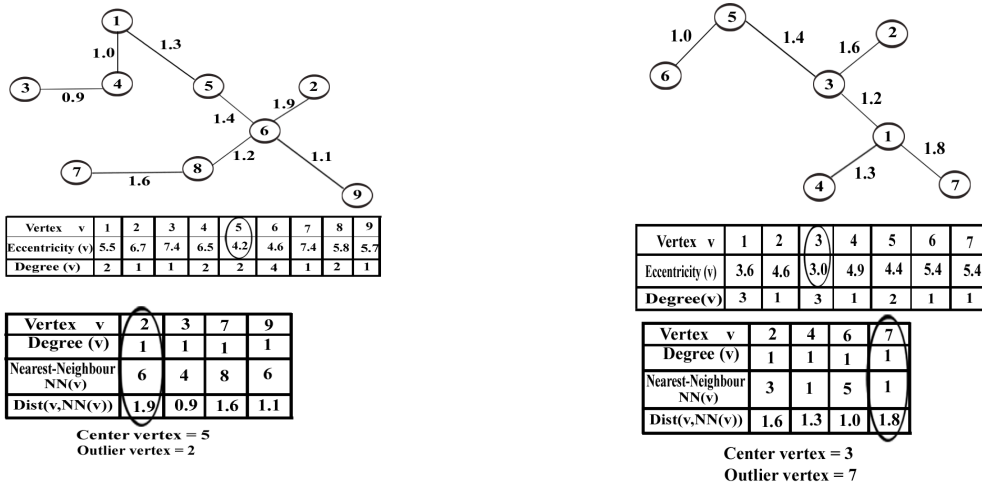 1
1.0
1.3
3
4
5
2
0.9
1.4
1.9
6
1.2
1.1
7
8
1.6
9
Vertex v 1 2 3 4 5 6 7 8 9
Eccentricity (v) 5.5 6.7 7.4 6.5 4.2 4.6 7.4 5.8 5.7
Degree (v) 2 1 1 2 2 4 1 2 1
Vertex v 2 3 7 9
Degree (v) 1 1 1 1
Nearest-Neighbour
NN(v) 6 4 8 6
Dist(v,NN(v)) 1.9 0.9 1.6 1.1
Center vertex = 5
Outlier vertex = 2
5
1.0
1.4
2
1.6
6
3
1.2
1
1.3
1.8
4
7
Vertex v 1 2 3 4 5 6 7
Eccentricity (v) 3.6 4.6 3.0 4.9 4.4 5.4 5.4
Degree(v) 3 1 3 1 2 1 1
Vertex v 2 4 6 7
Degree (v) 1 1 1 1
Nearest-Neighbour
NN(v) 3 1 5 1
Dist(v,NN(v)) 1.6 1.3 1.0 1.8
Center vertex = 3
Outlier vertex = 7